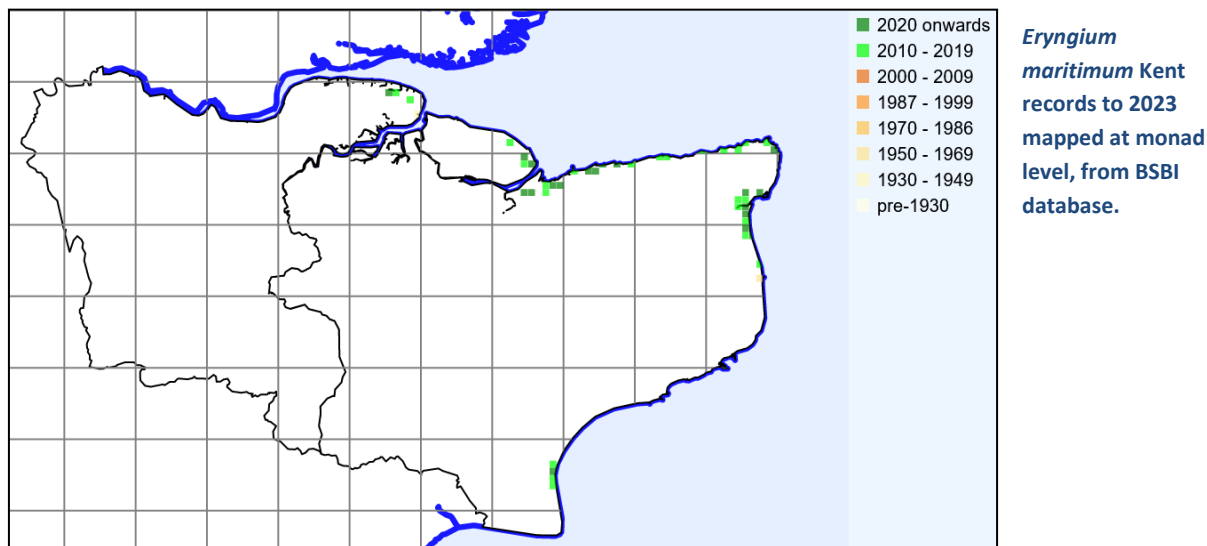 2020 onwards
2010 - 2019
2000 - 2009
1987 - 1999
1970 - 1986
1950 - 1969
1930 - 1949
pre-1930
Eryngium
maritimum Kent
records to 2023
mapped at monad
level, from BSBI
database.